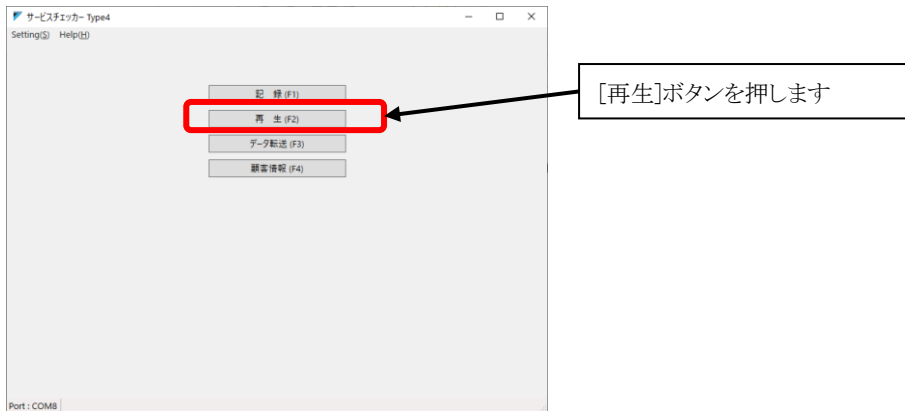 サービスチェッカー Type4
Setting(S) Help(H)
記 録 (F1)
再 生 (F2)
データ転送 (F3)
顧客情報 (F4)
[再生]ボタンを押します
Port : COM8